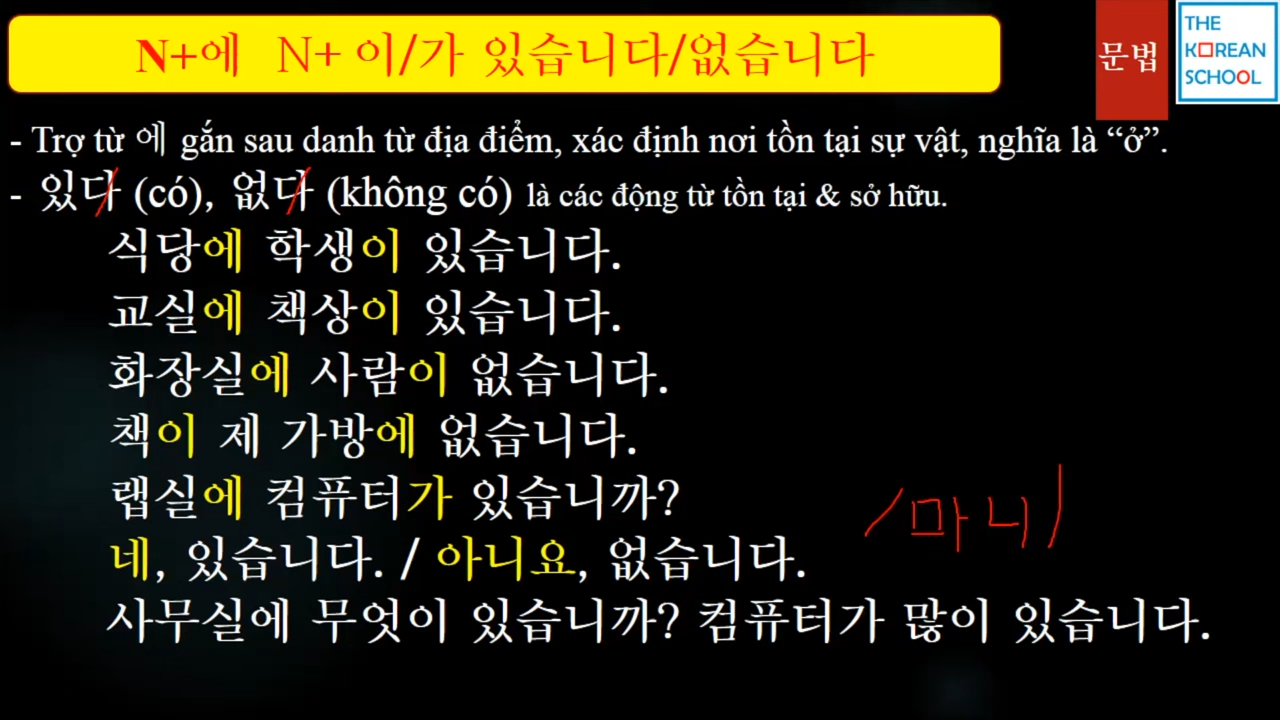 N+에 N+ 이/가 있습니다/없습니다
문법
THE
KOREAN
SCHOOL
- Trợ từ 에 gắn sau danh từ địa điểm, xác định nơi tồn tại sự vật, nghĩa là “ở”.
- 있다 (có), 없다 (không có) là các động từ tồn tại & sở hữu.
식당에 학생이 있습니다.
교실에 책상이 있습니다.
화장실에 사람이 없습니다.
책이 제 가방에 없습니다.
랩실에 컴퓨터가 있습니까?
/마니/
네, 있습니다. / 아니요, 없습니다.
사무실에 무엇이 있습니까? 컴퓨터가 많이 있습니다.